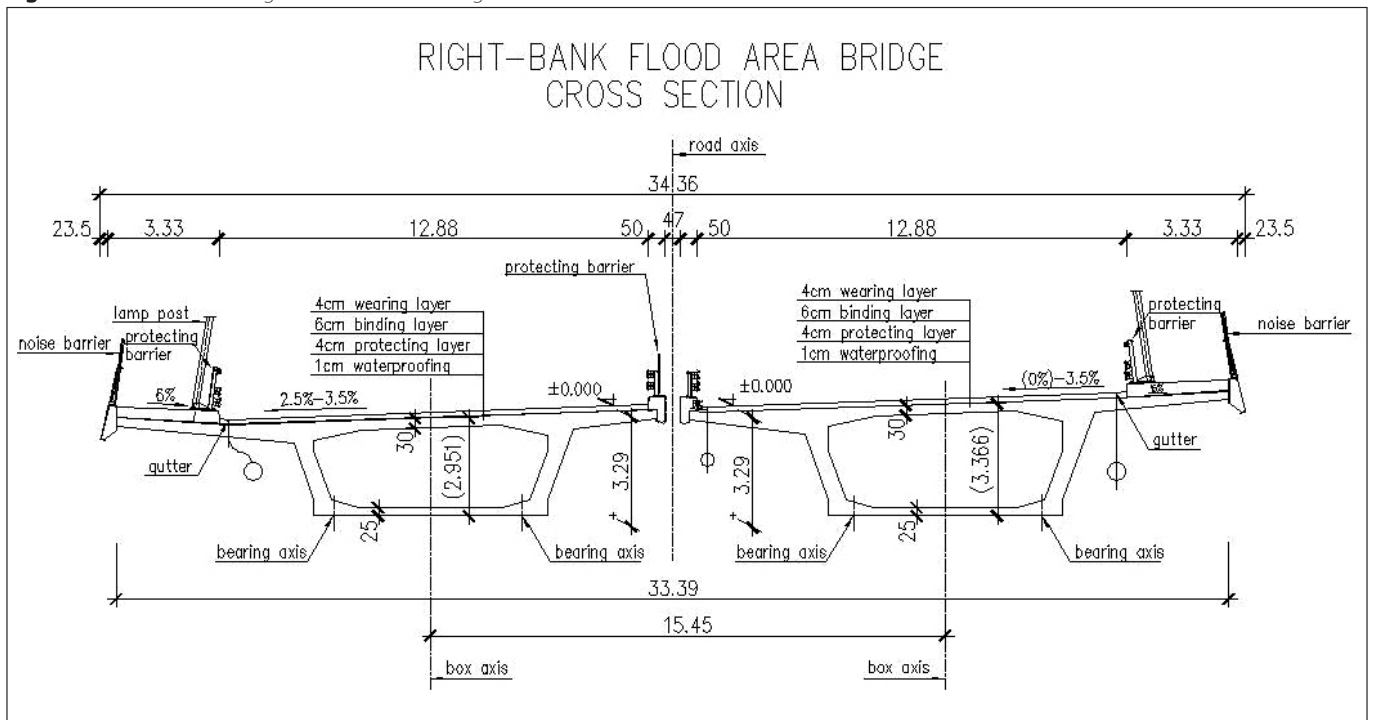 RIGHT-BANK FLOOD AREA BRIDGE
CROSS SECTION
road axis
34.36
23.5 3.33 12.88 50 47 50 12.88 3.33 23.5
protecting barrier
4cm wearing layer
6cm binding layer
4cm protecting layer
1cm waterproofing
4cm wearing layer
6cm binding layer
4cm protecting layer
1cm waterproofing
lamp post
noise barrier
protecting
barrier
protecting
barrier
noise barrier
6%
2.5%-3.5%
±0.000
±0.000
(0%)-3.5%
gutter
30
(2.951)
3.29
3.29
30
(3.366)
gutter
25
25
bearing axis
bearing axis
bearing axis
bearing axis
33.39
15.45
box axis
box axis